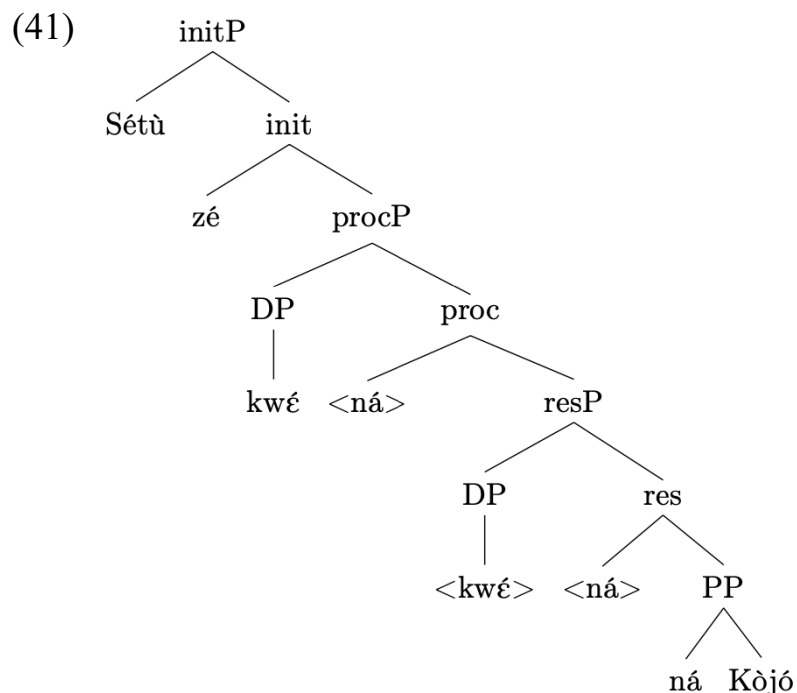 (41) initP
Sétù init
zé procP
DP proc
kwɛ́ <ná> resP
DP res
<kwɛ́> <ná> PP
ná Kòjó